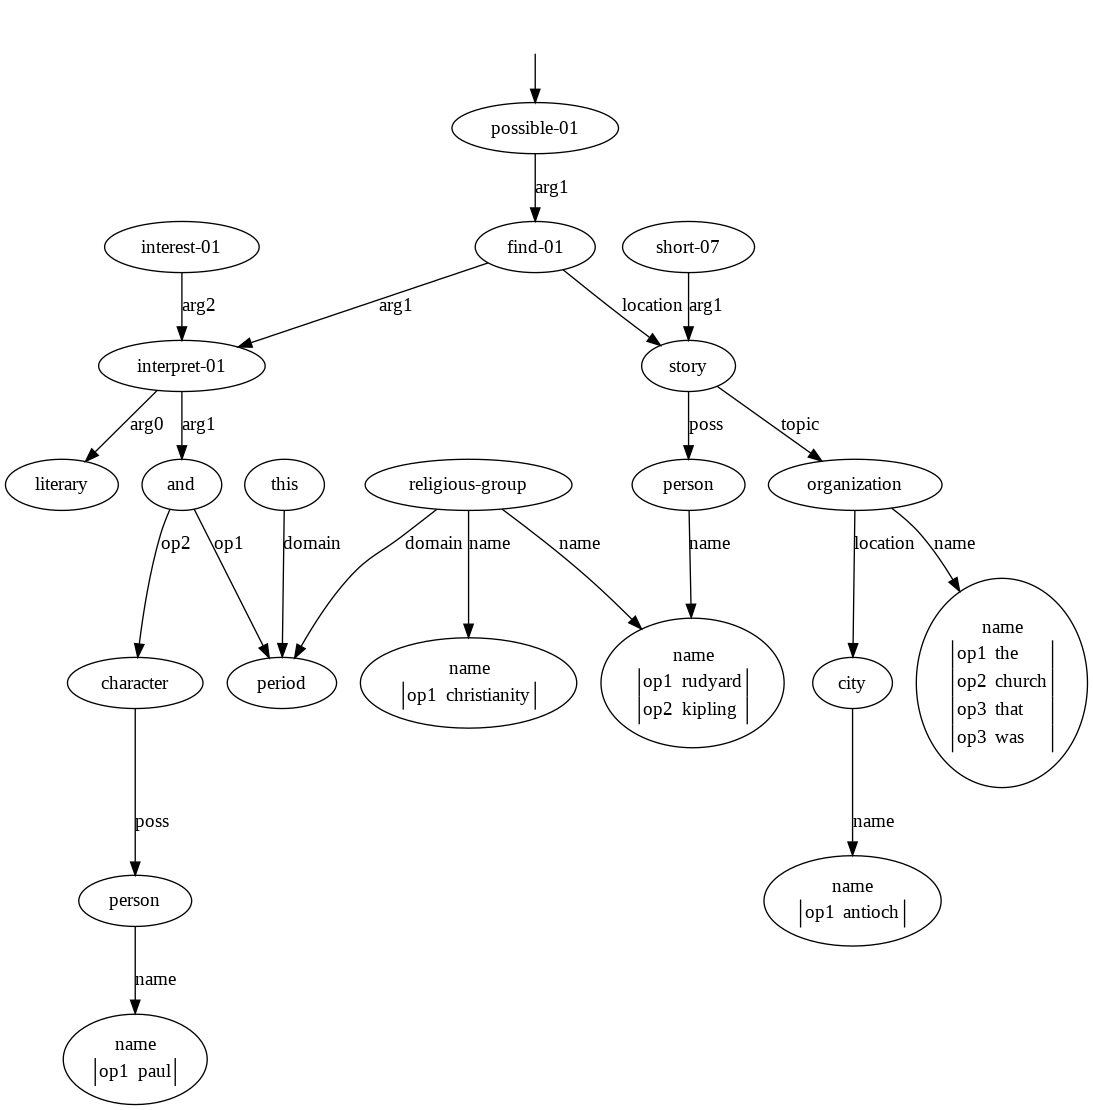 possible-01
arg1
interest-01
find-01
short-07
arg2
arg1
location
arg1
interpret-01
story
arg0
arg1
poss
topic
literary
and
this
religious-group
person
organization
op2
op1
domain
domain
name
name
name
location
name
character
period
name
op1 christianity
name
op1 rudyard
op2 kipling
city
name
op1 the
op2 church
op3 that
op3 was
poss
name
person
name
op1 antioch
name
name
op1 paul